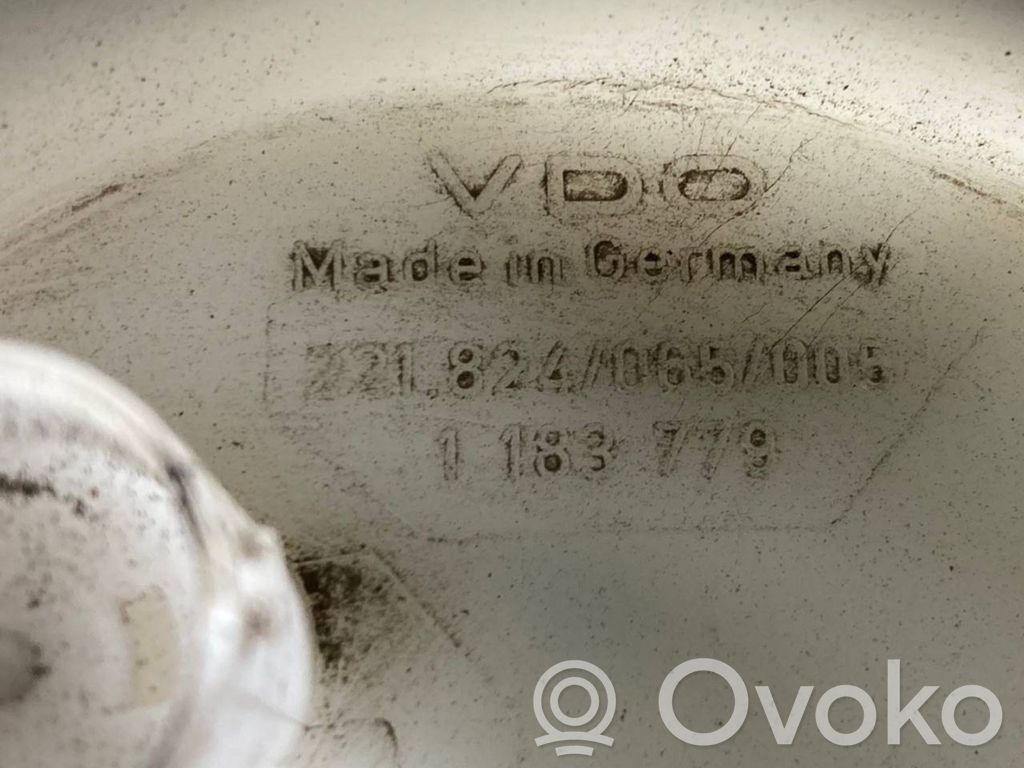 VDO
Made in Germany
221.824/065/005
1 183 779
Ovoko